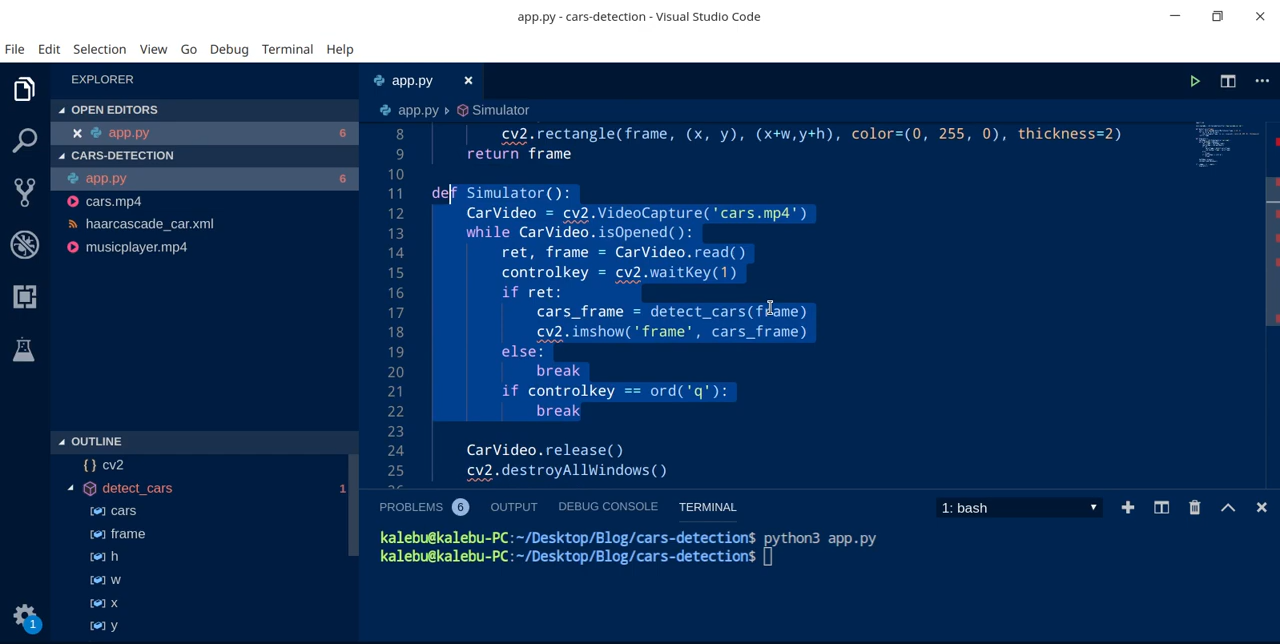 app.py - cars-detection - Visual Studio Code
File Edit Selection View Go Debug Terminal Help
EXPLORER
OPEN EDITORS
app.py 6
CARS-DETECTION
app.py 6
cars.mp4
haarcascade_car.xml
musicplayer.mp4
OUTLINE
{} cv2
detect_cars 1
cars
frame
h
w
x
y
1
app.py
app.py Simulator
8 cv2.rectangle(frame, (x, y), (x+w,y+h), color=(0, 255, 0), thickness=2)
9 return frame
10
11 def Simulator():
12 CarVideo = cv2.VideoCapture('cars.mp4')
13 while CarVideo.isOpened():
14 ret, frame = CarVideo.read()
15 controlkey = cv2.waitKey(1)
16 if ret:
17 cars_frame = detect_cars(frame)
18 cv2.imshow('frame', cars_frame)
19 else:
20 break
21 if controlkey == ord('q'):
22 break
23
24 CarVideo.release()
25 cv2.destroyAllWindows()
PROBLEMS 6 OUTPUT DEBUG CONSOLE TERMINAL 1: bash
kalebu@kalebu-PC:~/Desktop/Blog/cars-detection$ python3 app.py
kalebu@kalebu-PC:~/Desktop/Blog/cars-detection$